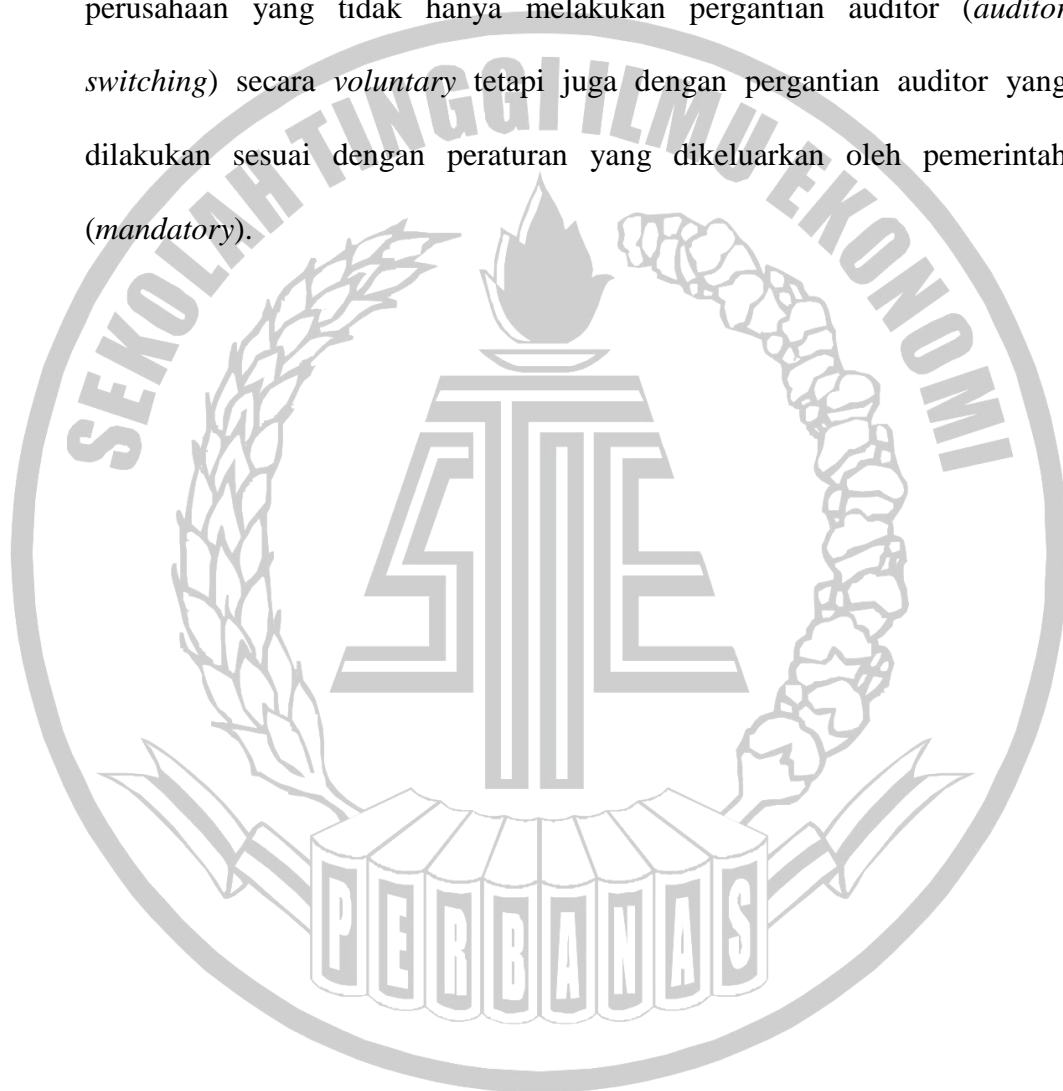 perusahaan yang tidak hanya melakukan pergantian auditor (auditor
switching) secara voluntary tetapi juga dengan pergantian auditor yang
dilakukan sesuai dengan peraturan yang dikeluarkan oleh pemerintah
(mandatory).
SEKOLAH TINGGI ILMU EKONOMI
STIE
PERBANAS